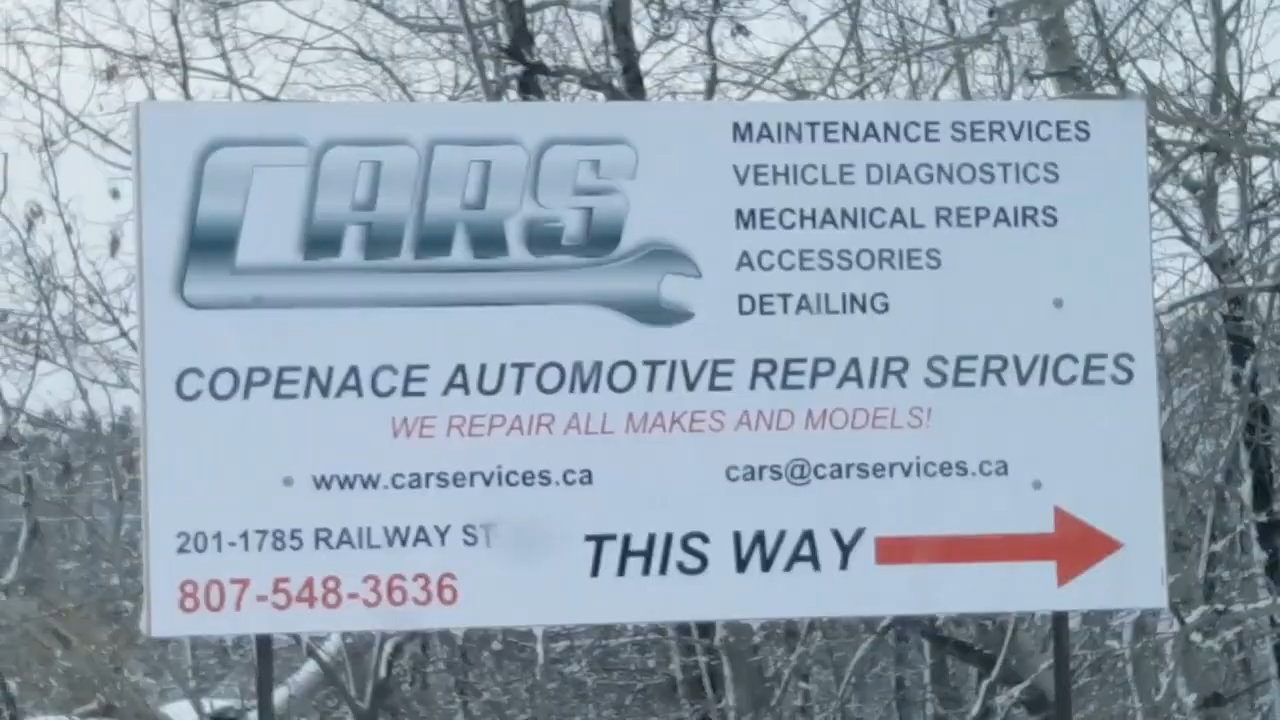 CARS
MAINTENANCE SERVICES
VEHICLE DIAGNOSTICS
MECHANICAL REPAIRS
ACCESSORIES
DETAILING
COPENACE AUTOMOTIVE REPAIR SERVICES
WE REPAIR ALL MAKES AND MODELS!
www.carservices.ca
cars@carservices.ca
201-1785 RAILWAY ST
807-548-3636
THIS WAY